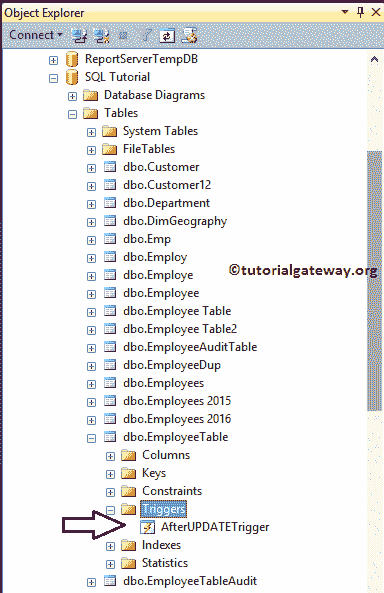 Object Explorer
Connect
ReportServerTempDB
SQL Tutorial
Database Diagrams
Tables
System Tables
FileTables
dbo.Customer
dbo.Customer12
dbo.Department
dbo.DimGeography
dbo.Emp
dbo.Employ
©tutorialgateway.org
dbo.Employe
dbo.Employee
dbo.Employee Table
dbo.Employee Table2
dbo.EmployeeAuditTable
dbo.EmployeeDup
dbo.Employees
dbo.Employees 2015
dbo.Employees 2016
dbo.EmployeeTable
Columns
Keys
Constraints
Triggers
AfterUPDATETrigger
Indexes
Statistics
dbo.EmployeeTableAudit